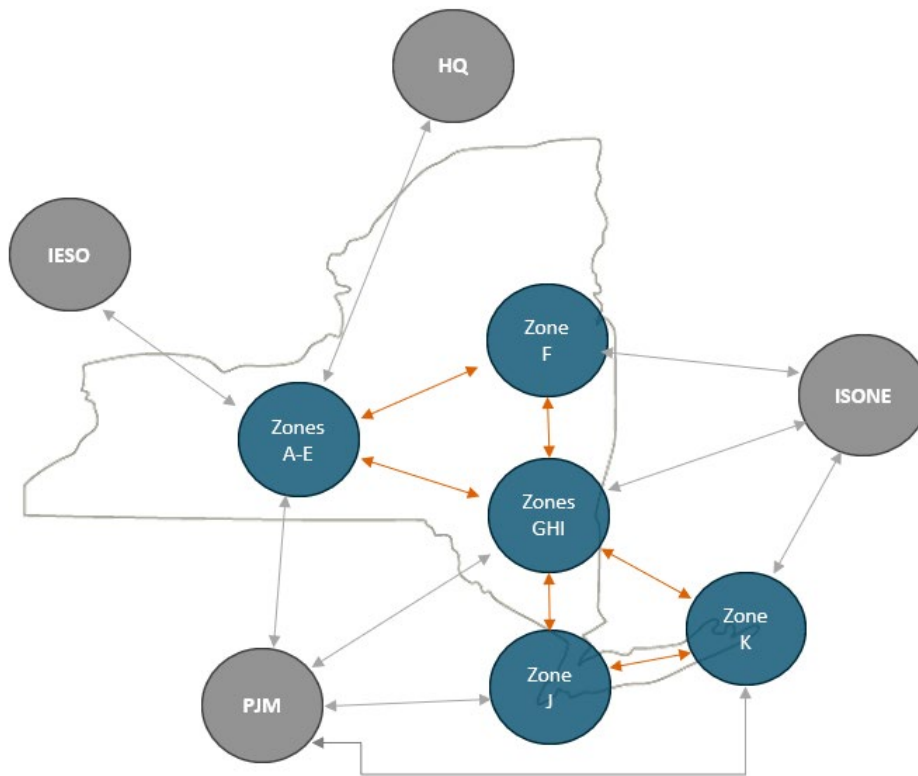 HQ
IESO
Zone
F
ISONE
Zones
A-E
Zones
GHI
Zone
K
Zone
J
PJM